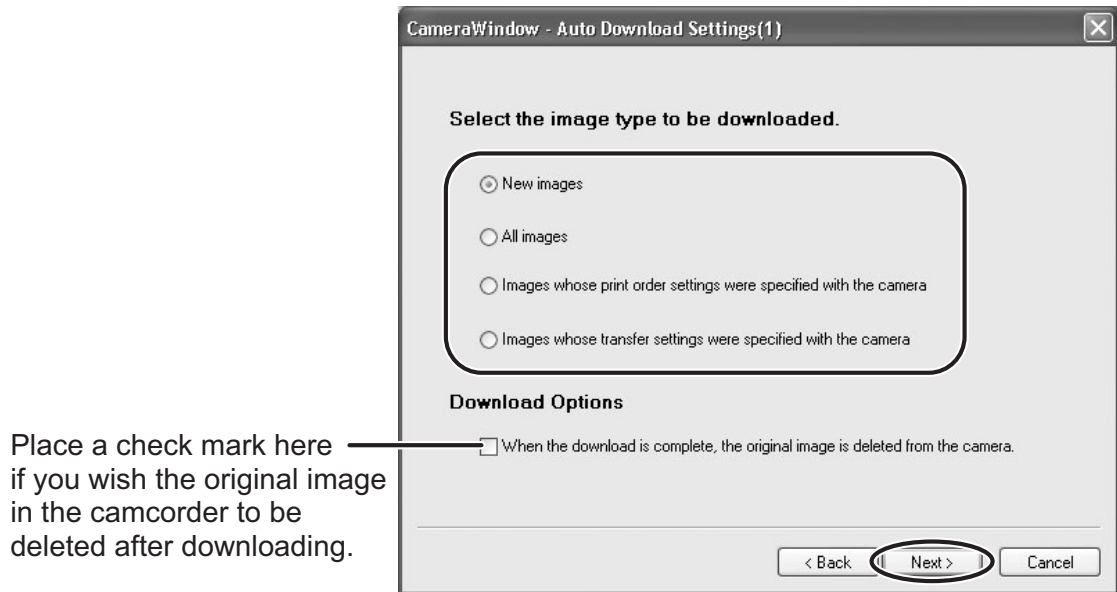 CameraWindow - Auto Download Settings(1)
Select the image type to be downloaded.
New images
All images
Images whose print order settings were specified with the camera
Images whose transfer settings were specified with the camera
Download Options
When the download is complete, the original image is deleted from the camera.
Place a check mark here
if you wish the original image
in the camcorder to be
deleted after downloading.
< Back
Next >
Cancel